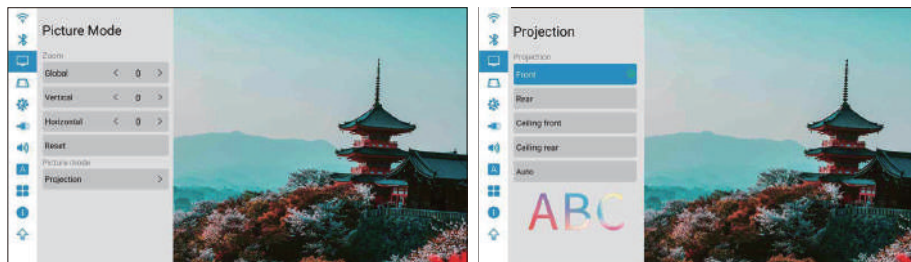 Picture Mode
Zoom
Global < 0 >
Vertical < 0 >
Horizontal < 0 >
Reset
Picture mode
Projection >
A
Projection
Projection
Front
Rear
Ceiling front
Ceiling rear
Auto
ABC
A